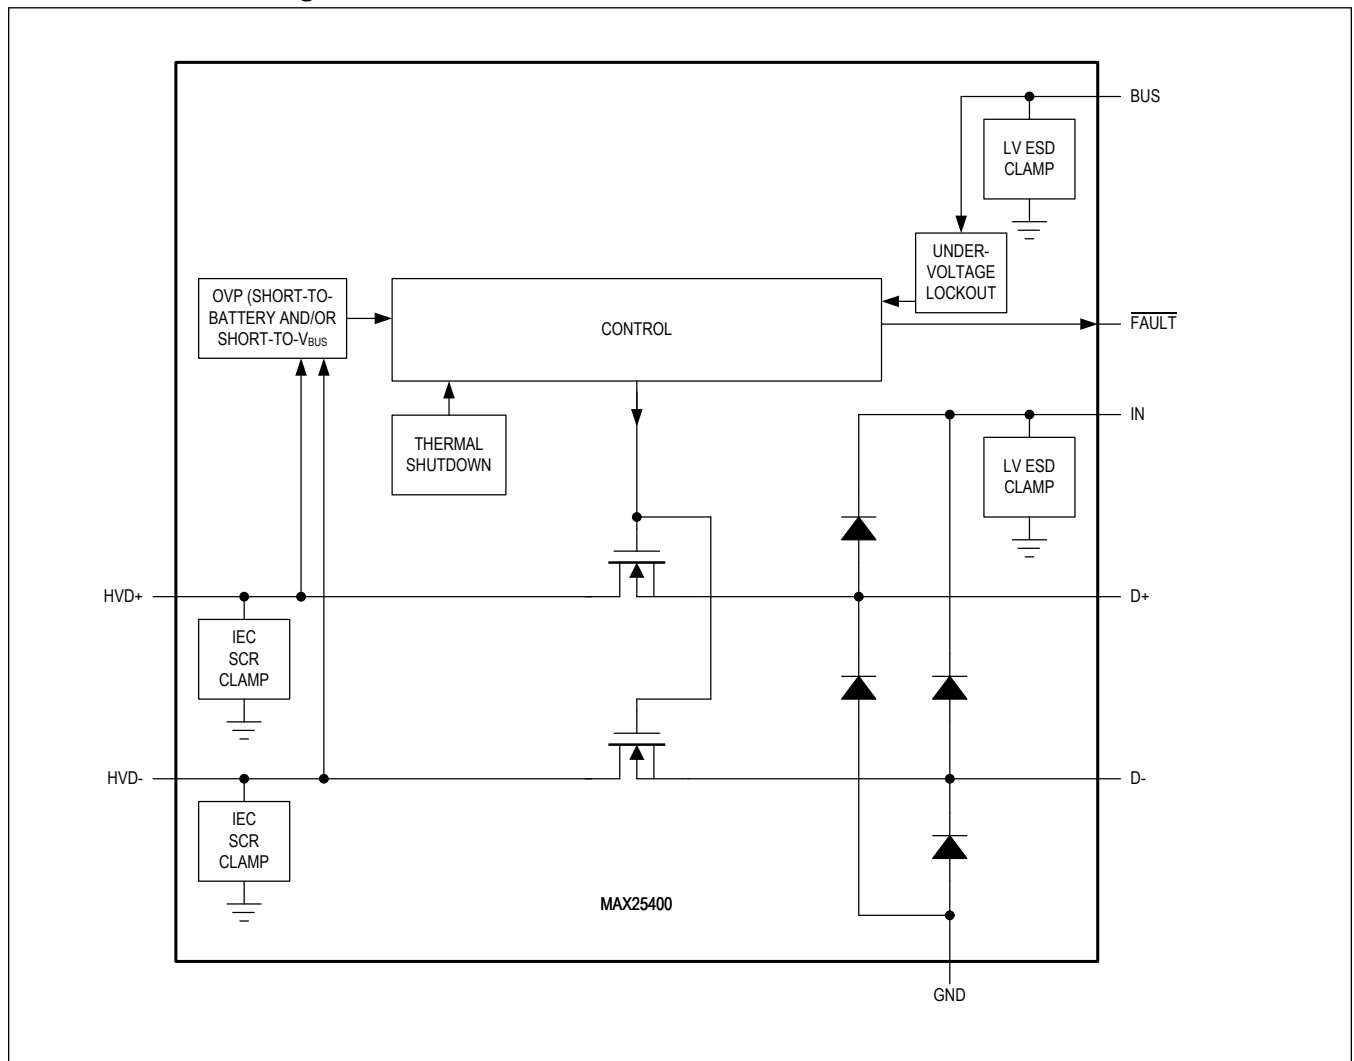 BUS
LV ESD
CLAMP
UNDER-
VOLTAGE
LOCKOUT
OVP (SHORT-TO-
BATTERY AND/OR
SHORT-TO-VBUS
CONTROL
FAULT
THERMAL
SHUTDOWN
IN
LV ESD
CLAMP
HVD+
D+
IEC
SCR
CLAMP
HVD-
D-
IEC
SCR
CLAMP
MAX25400
GND